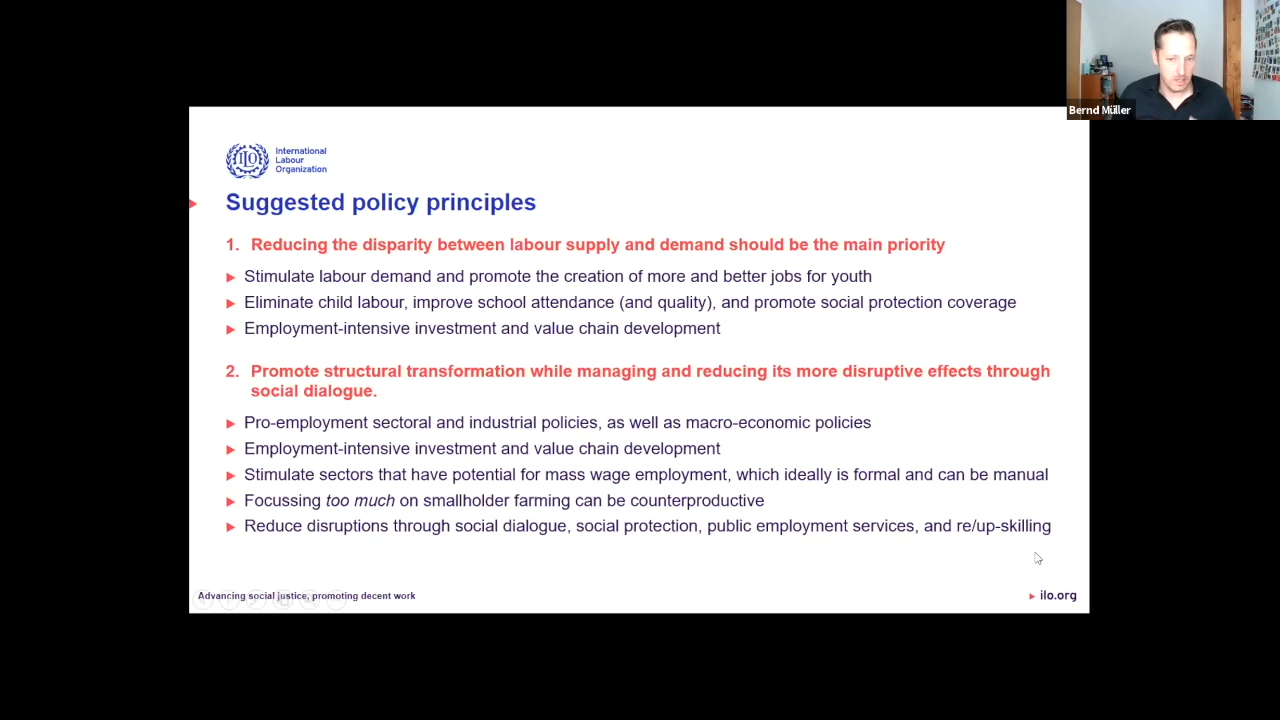 Bernd Müller
ILO
International
Labour
Organization
Suggested policy principles
1. Reducing the disparity between labour supply and demand should be the main priority
Stimulate labour demand and promote the creation of more and better jobs for youth
Eliminate child labour, improve school attendance (and quality), and promote social protection coverage
Employment-intensive investment and value chain development
2. Promote structural transformation while managing and reducing its more disruptive effects through
social dialogue.
Pro-employment sectoral and industrial policies, as well as macro-economic policies
Employment-intensive investment and value chain development
Stimulate sectors that have potential for mass wage employment, which ideally is formal and can be manual
Focussing too much on smallholder farming can be counterproductive
Reduce disruptions through social dialogue, social protection, public employment services, and re/up-skilling
Advancing social justice, promoting decent work
ilo.org